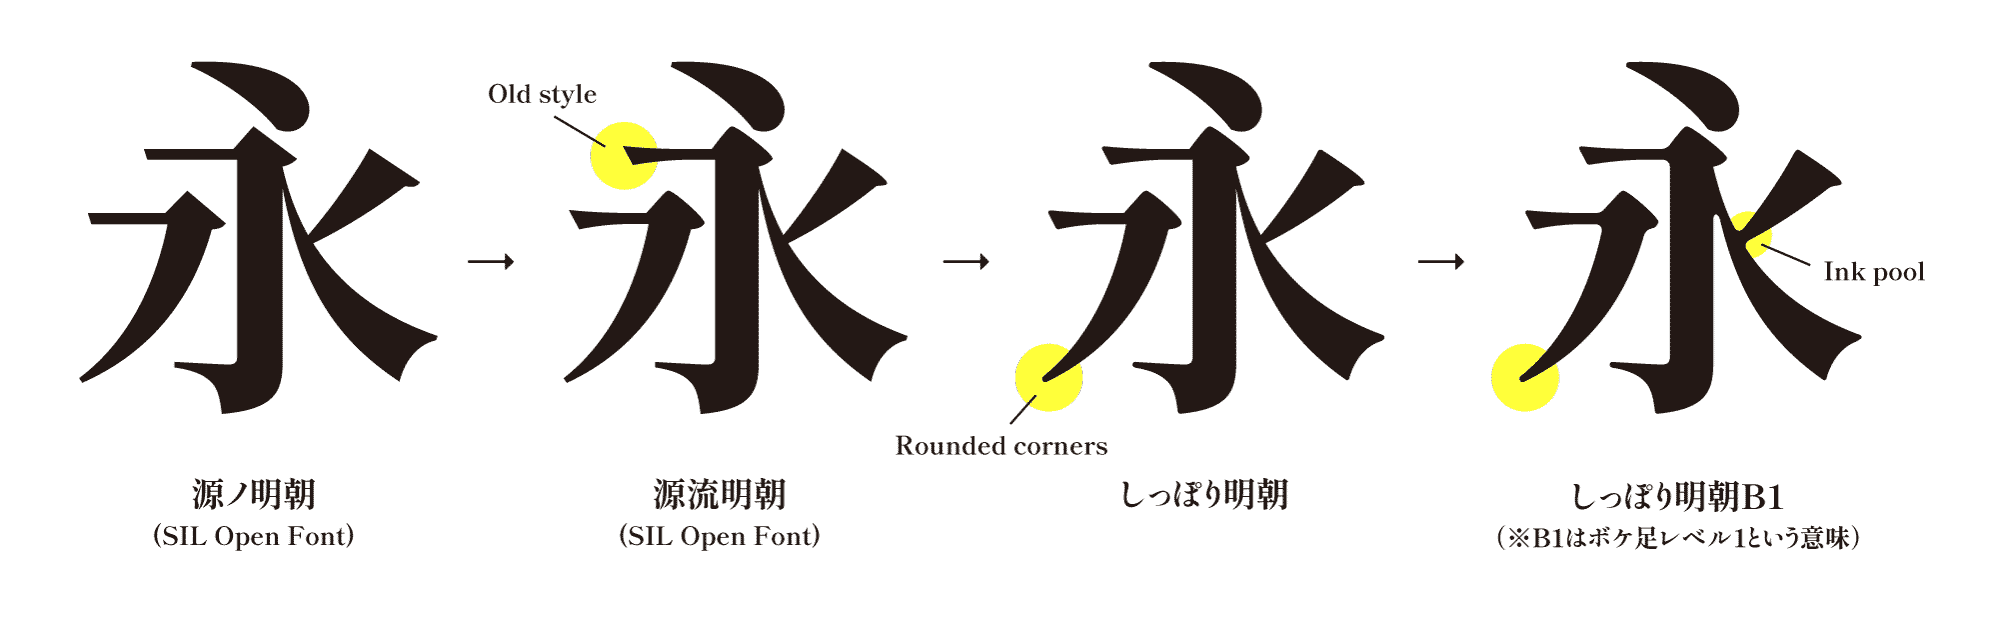 永 → 永 → 永 → 永
Old style
Ink pool
Rounded corners
源ノ明朝
(SIL Open Font)
源流明朝
(SIL Open Font)
しっぽり明朝
しっぽり明朝B1
(※B1はボケ足レベル1という意味)